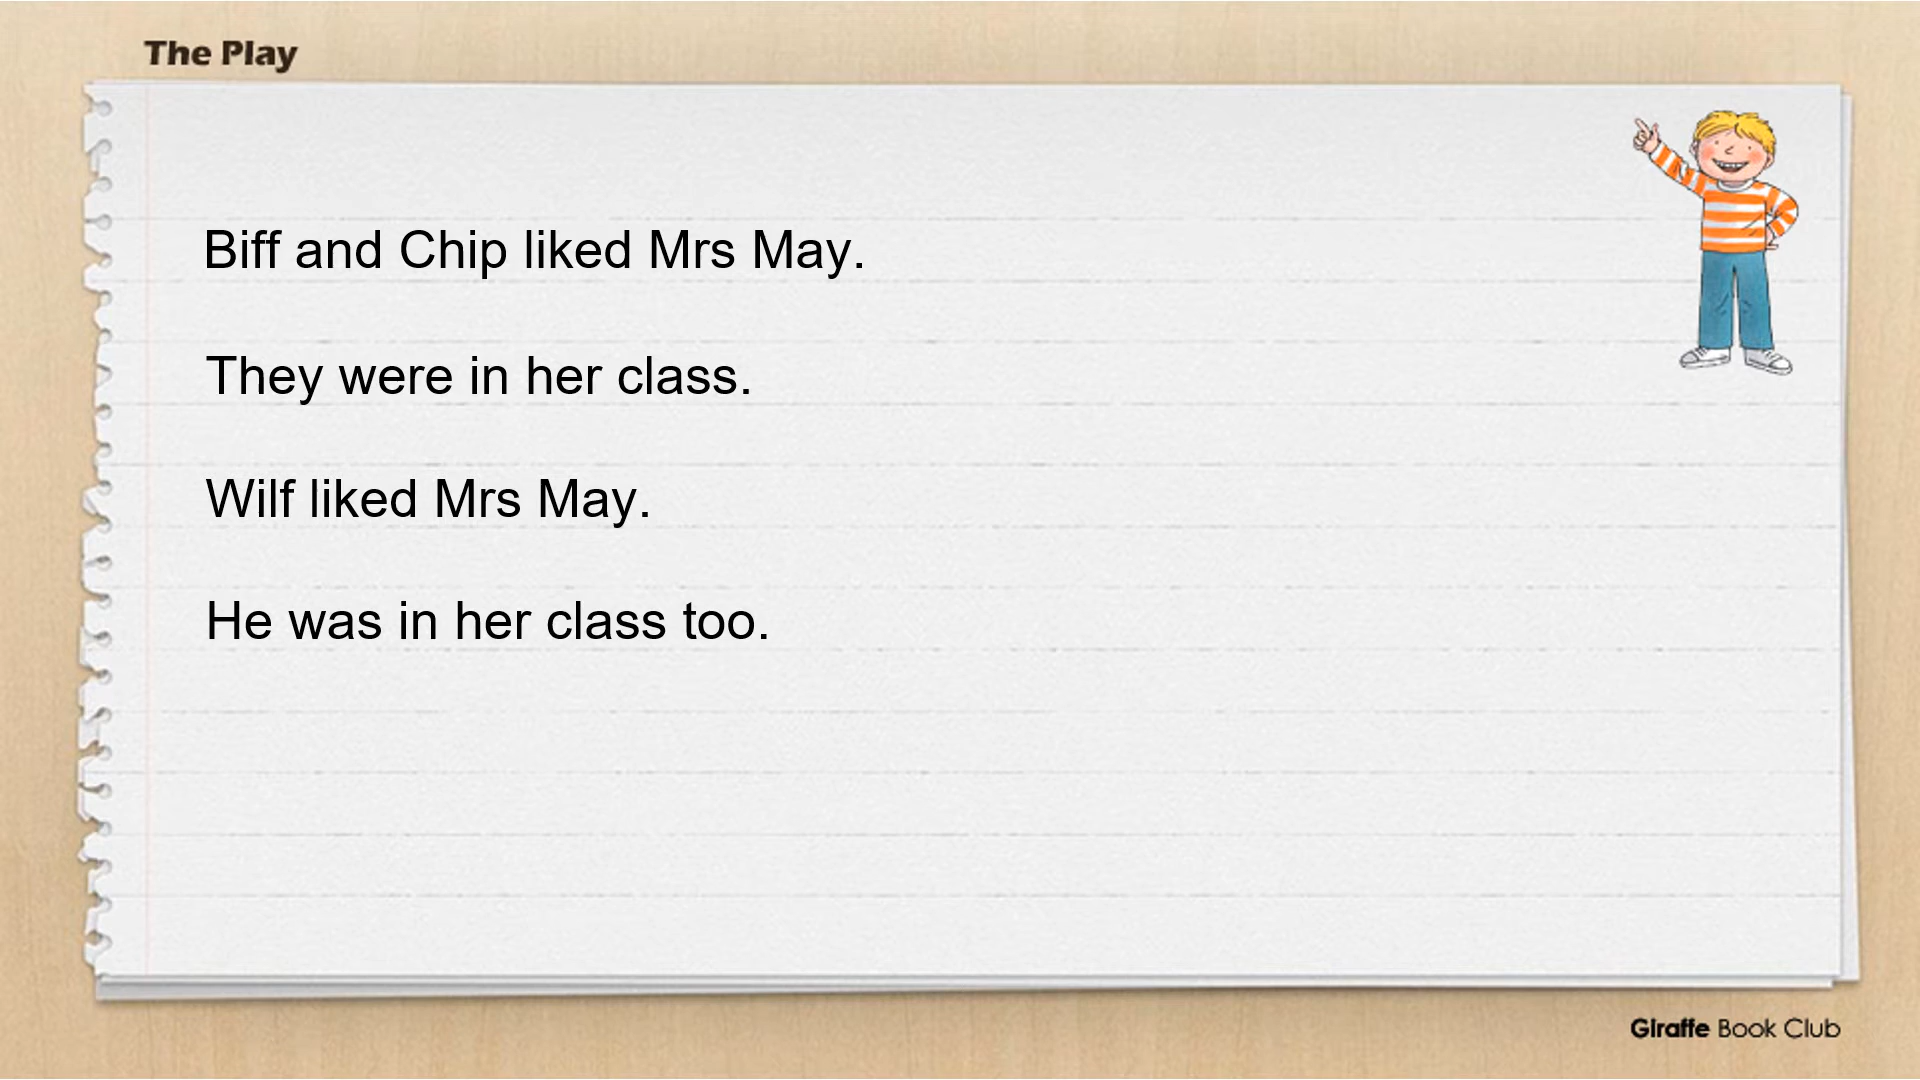 The Play
Biff and Chip liked Mrs May.
They were in her class.
Wilf liked Mrs May.
He was in her class too.
Giraffe Book Club